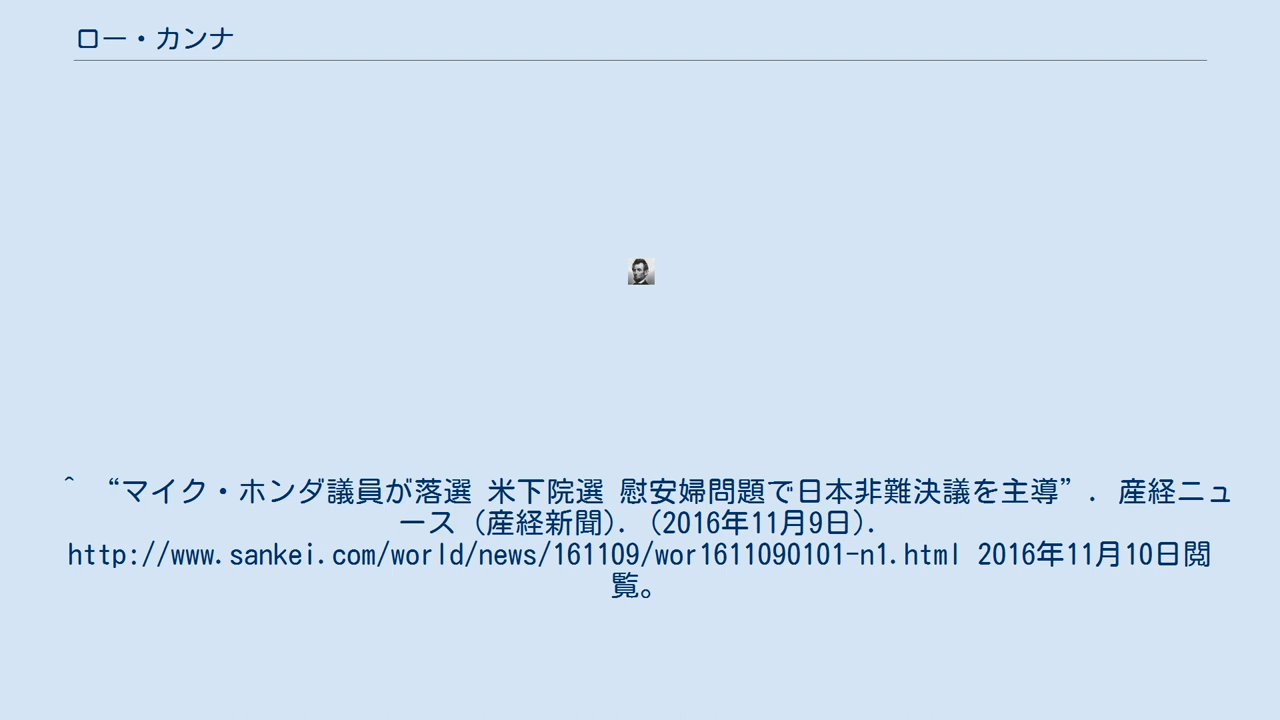 ロー・カンナ
^ “マイク・ホンダ議員が落選 米下院選 慰安婦問題で日本非難決議を主導”. 産経ニュ
ース (産経新聞). (2016年11月9日).
http://www.sankei.com/world/news/161109/wor1611090101-n1.html 2016年11月10日閲
覧。